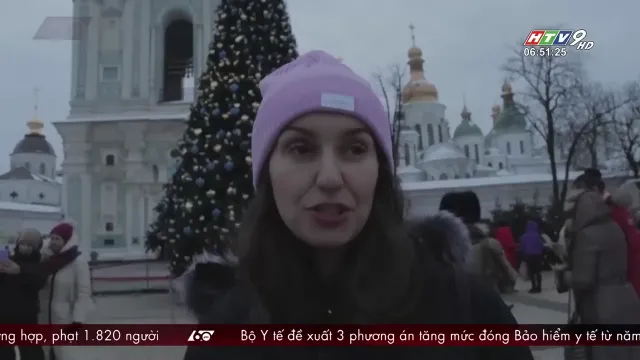 HTV9 HD
06:51:25
ng hợp, phạt 1.820 người 60 Bộ Y tế đề xuất 3 phương án tăng mức đóng Bảo hiểm y tế từ năm